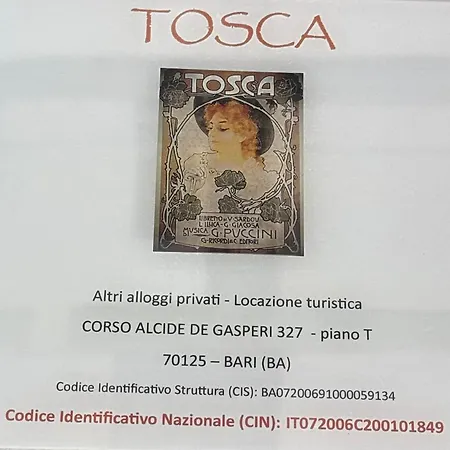 TOSCA
TOSCA
LIBRETTO DI V. SARDOU
L. ILLICA - G. GIACOSA
MUSICA DI G. PUCCINI
G. RICORDI & C. EDITORI
Altri alloggi privati - Locazione turistica
CORSO ALCIDE DE GASPERI 327 - piano T
70125 – BARI (BA)
Codice Identificativo Struttura (CIS): BA07200691000059134
Codice Identificativo Nazionale (CIN): IT072006C200101849